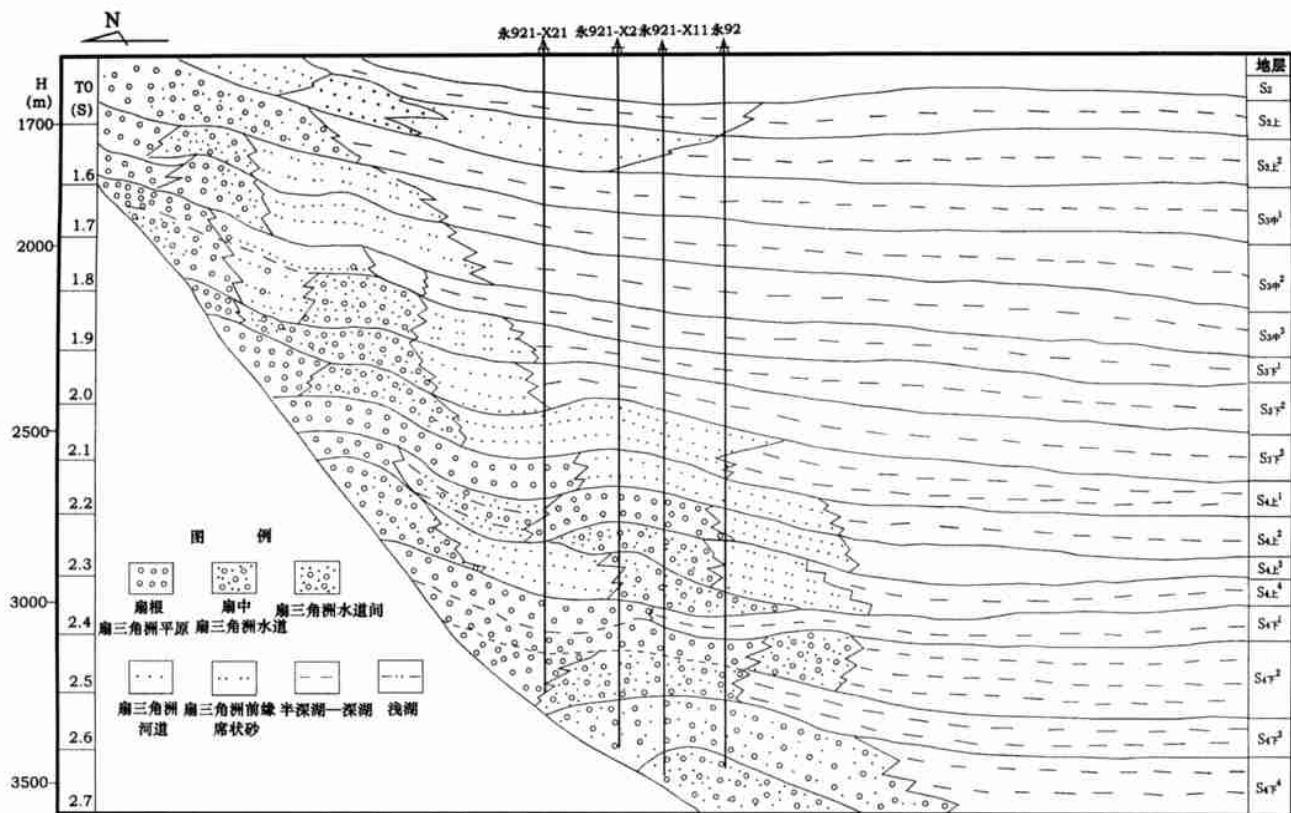 N
永921-X21 永921-X2 永921-X11 永92
H
(m)
T0
(S)
地层
1700
2000
2500
3000
3500
1.6
1.7
1.8
1.9
2.0
2.1
2.2
2.3
2.4
2.5
2.6
2.7
S₂
S₂上
S₃上²
S₃中¹
S₃中²
S₃中³
S₃下¹
S₃下²
S₃下³
S₄上¹
S₄上²
S₄上³
S₄上⁴
S₄下¹
S₄下²
S₄下³
S₄下⁴
图 例
扇根 扇中 扇三角洲水道间
扇三角洲平原 扇三角洲水道
扇三角洲 扇三角洲前缘 半深湖—深湖 浅湖
河道 席状砂